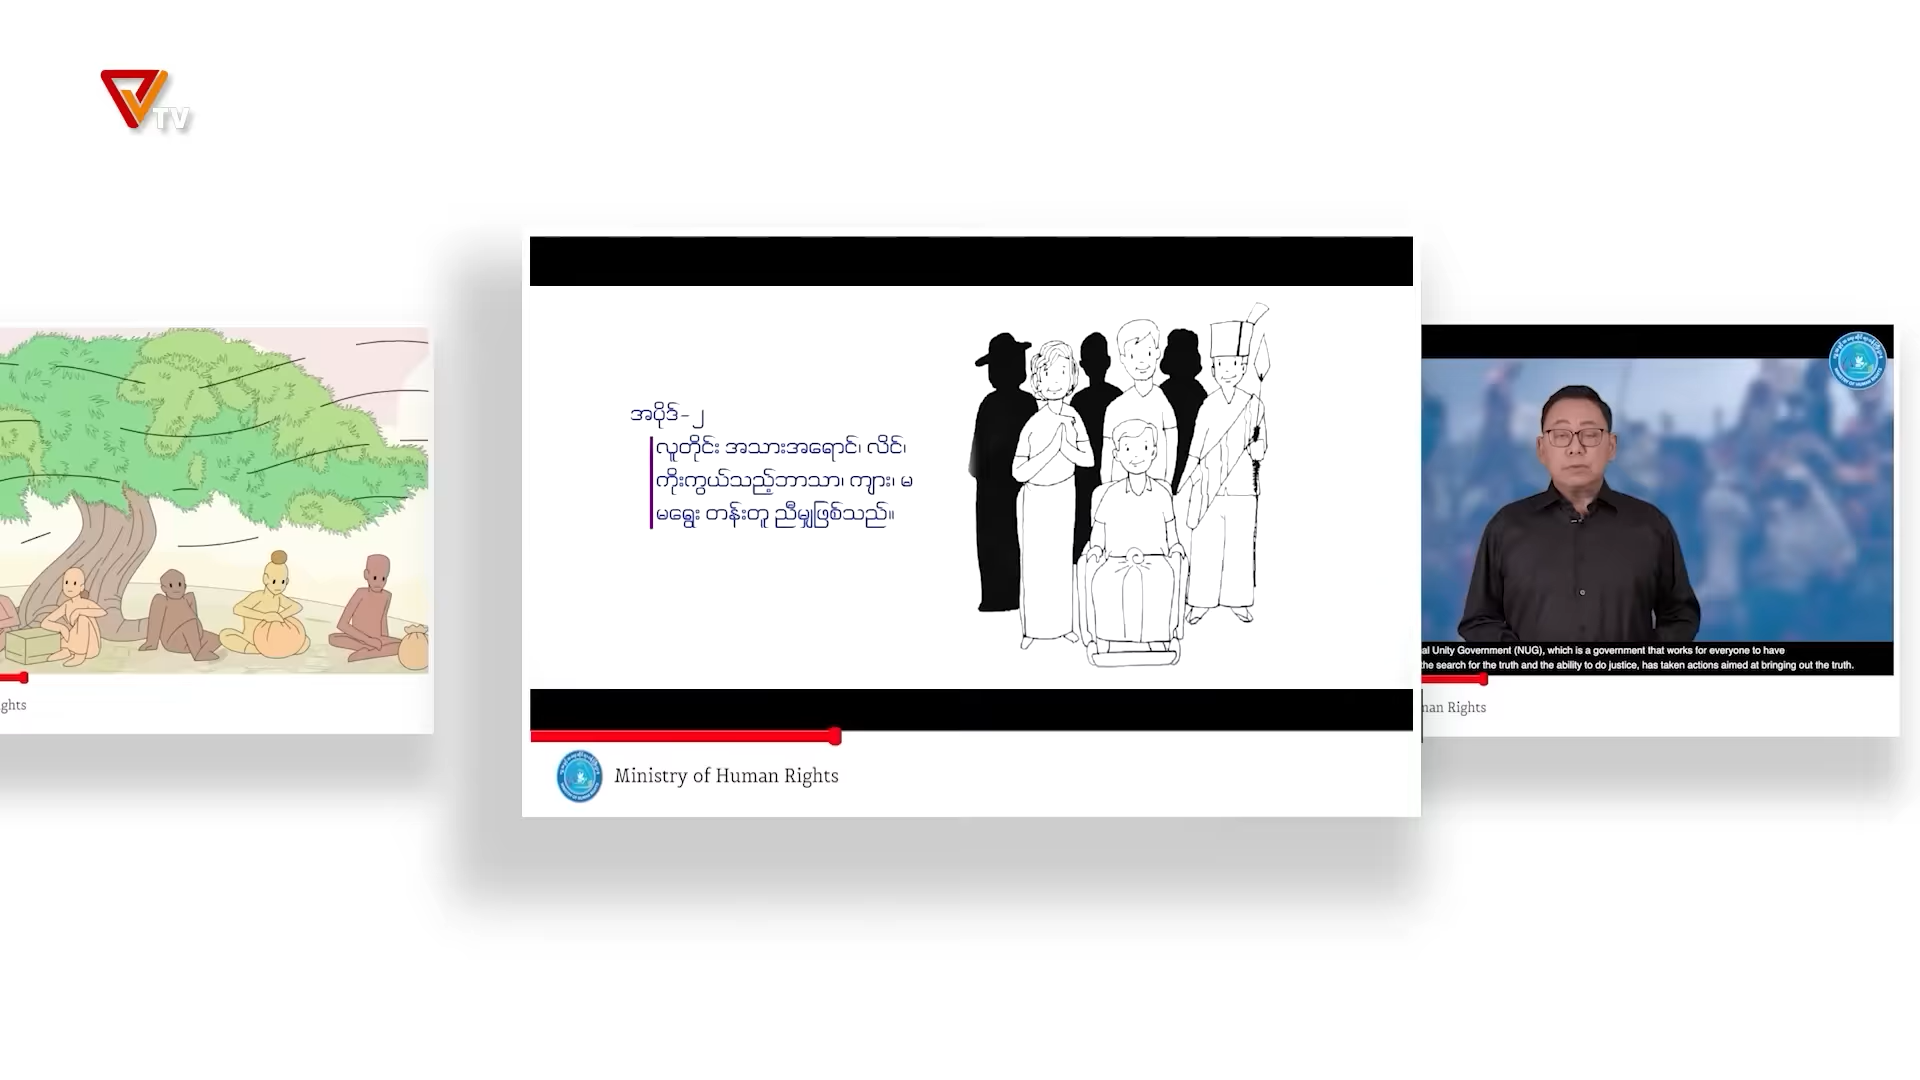 TV
အပိုဒ်-၂
လူတိုင်း အသားအရောင်၊ လိင်၊
ကိုးကွယ်သည့်ဘာသာ၊ ကျား၊ မ
မရွေး တန်းတူ ညီမျှဖြစ်သည်။
Ministry of Human Rights
ghts
al Unity Government (NUG), which is a government that works for everyone to have
the search for the truth and the ability to do justice, has taken actions aimed at bringing out the truth.
man Rights